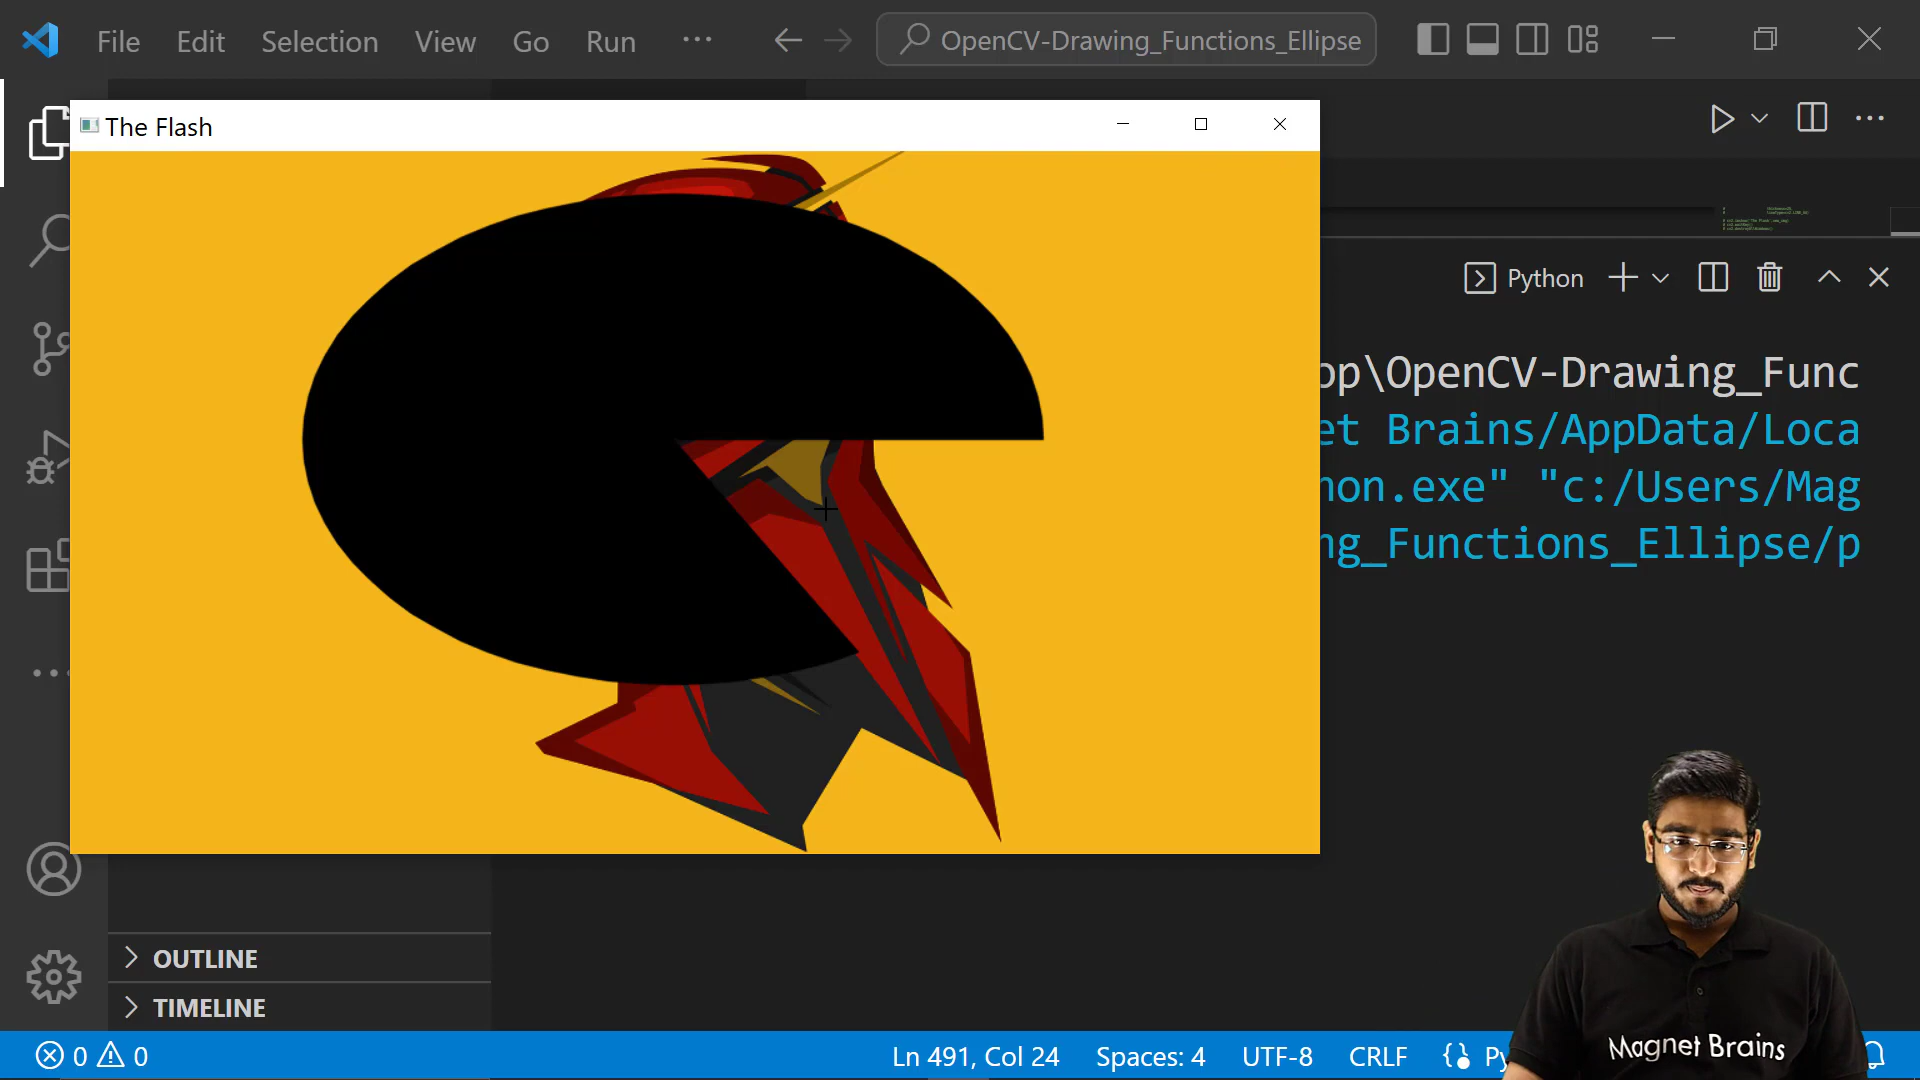 File Edit Selection View Go Run ... OpenCV-Drawing_Functions_Ellipse
The Flash
Python
op\OpenCV-Drawing_Func
et Brains/AppData/Loca
hon.exe" "c:/Users/Mag
ng_Functions_Ellipse/p
OUTLINE
TIMELINE
Magnet Brains
0 0 Ln 491, Col 24 Spaces: 4 UTF-8 CRLF Py